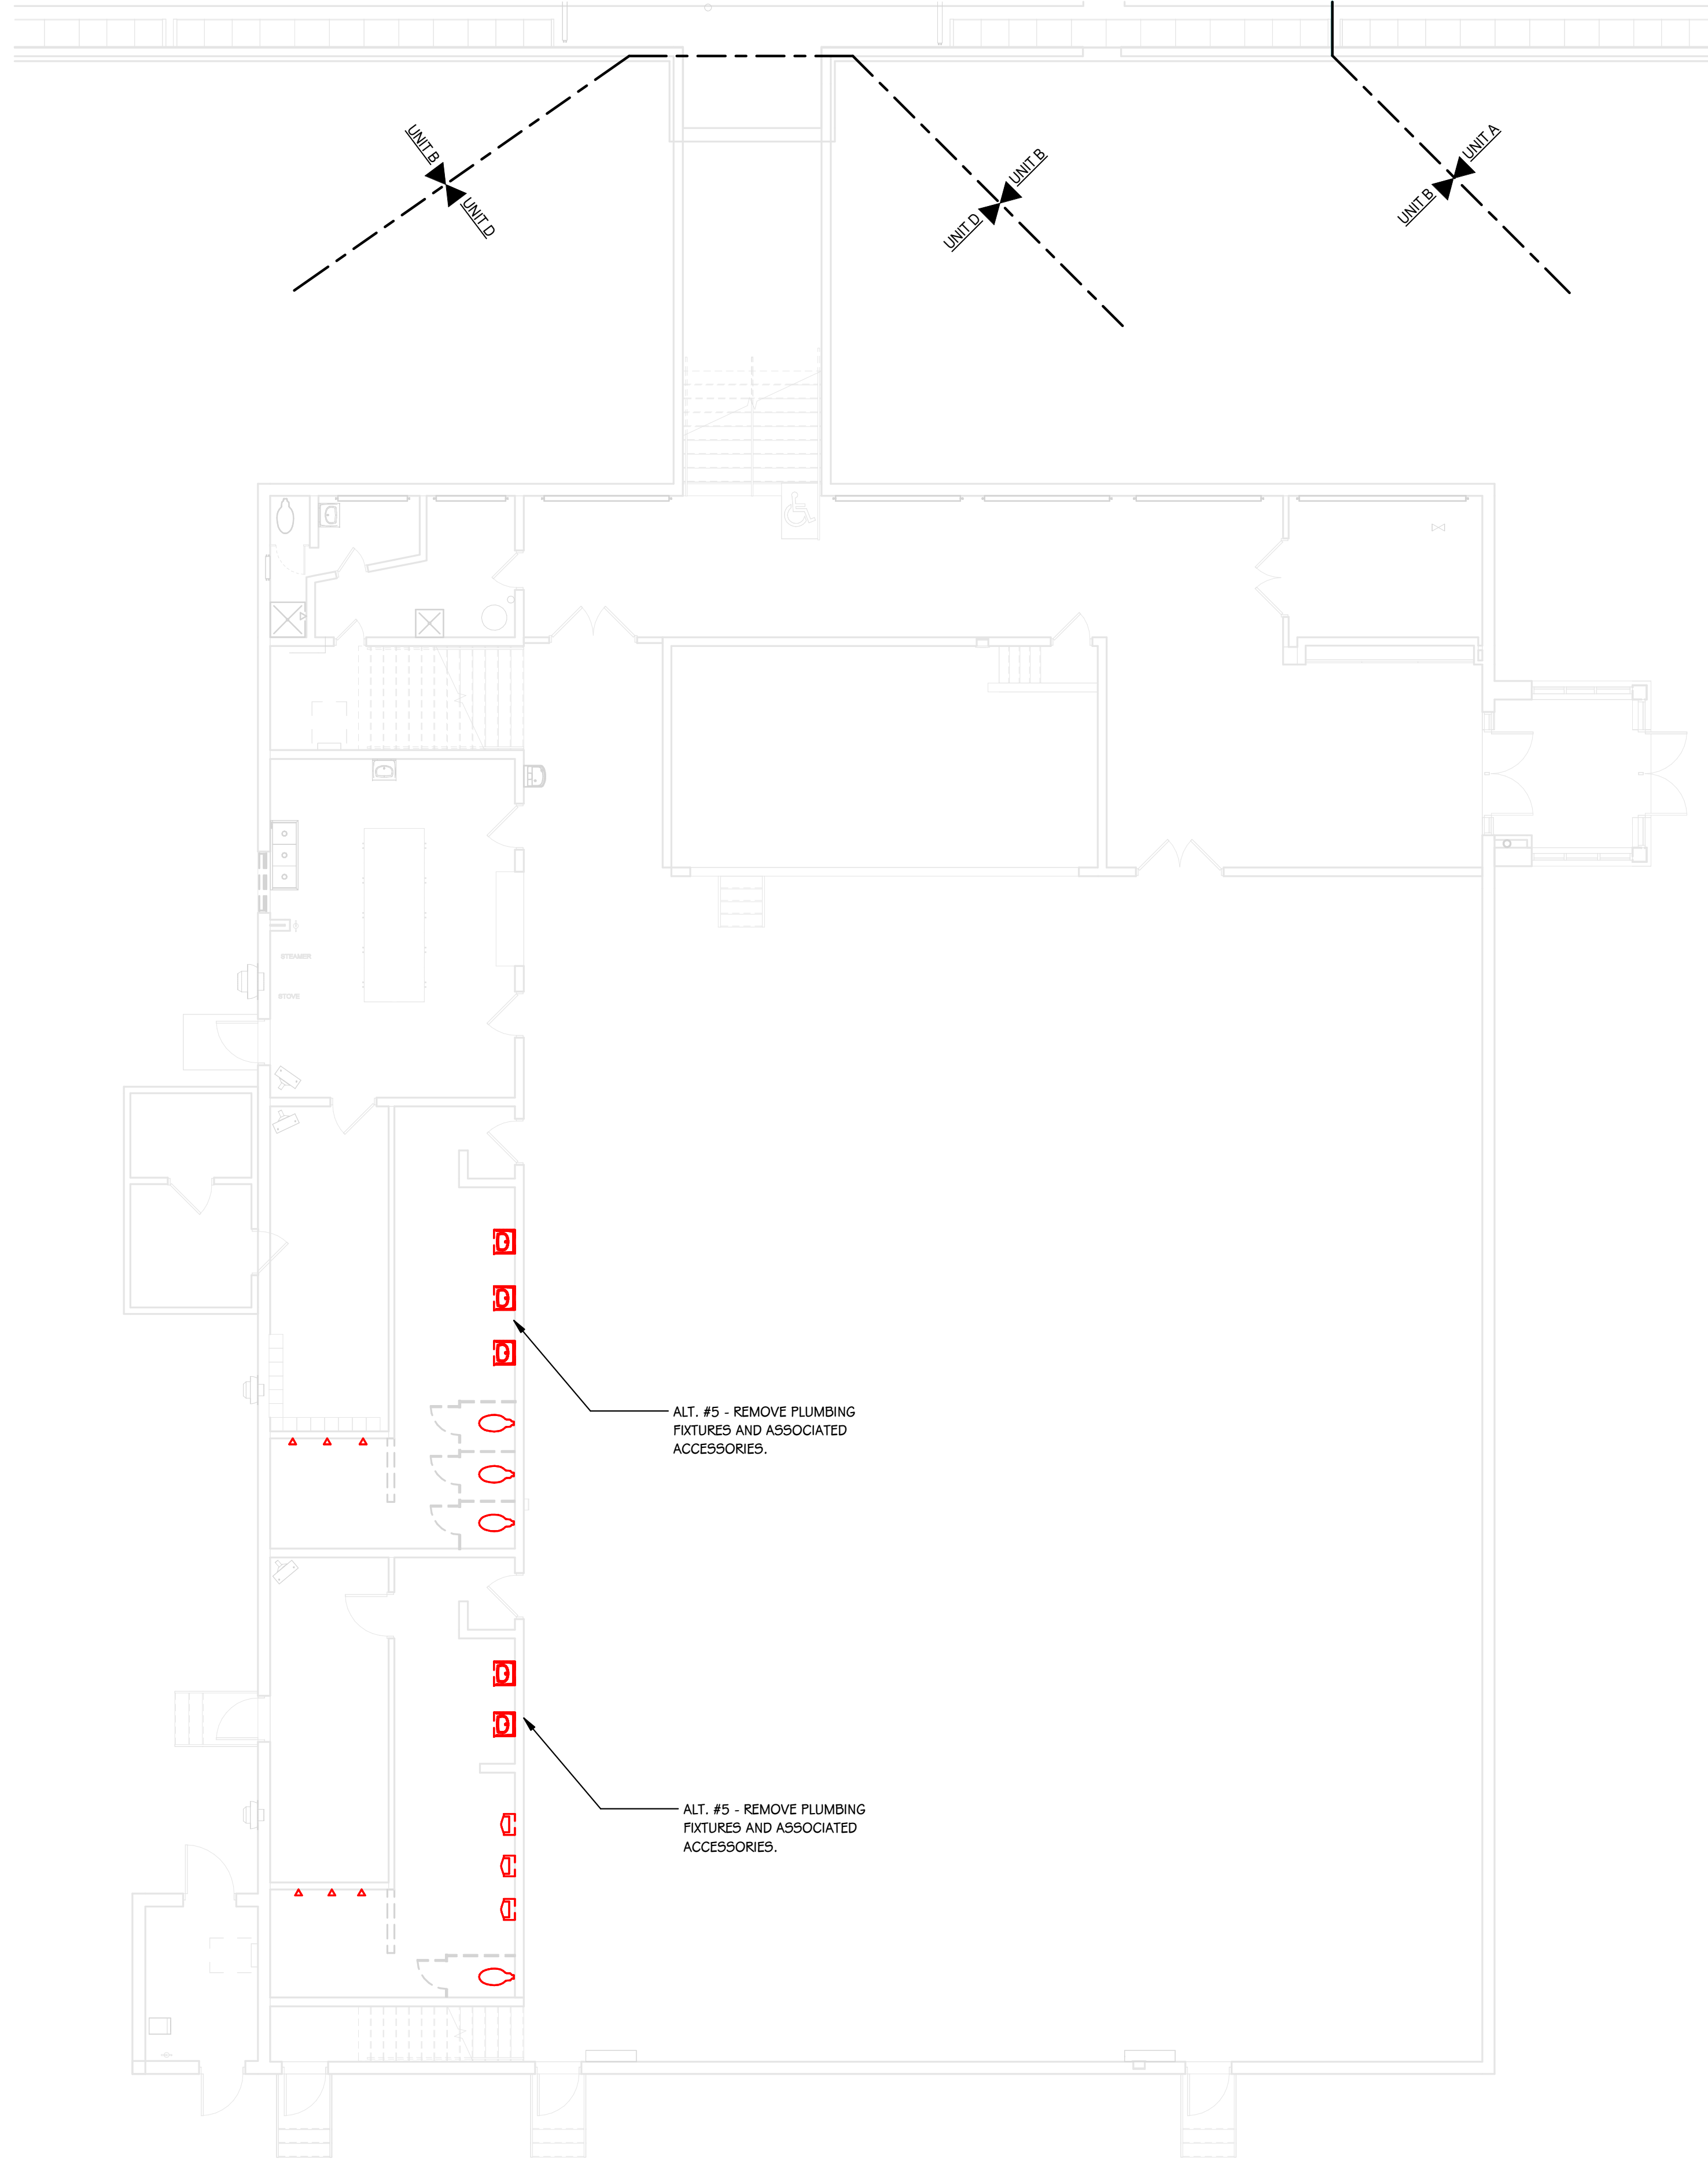 UNIT B
UNIT D
UNIT B
UNIT D
UNIT A
UNIT B
STEAMER
STOVE
ALT. #5 - REMOVE PLUMBING
FIXTURES AND ASSOCIATED
ACCESSORIES.
ALT. #5 - REMOVE PLUMBING
FIXTURES AND ASSOCIATED
ACCESSORIES.